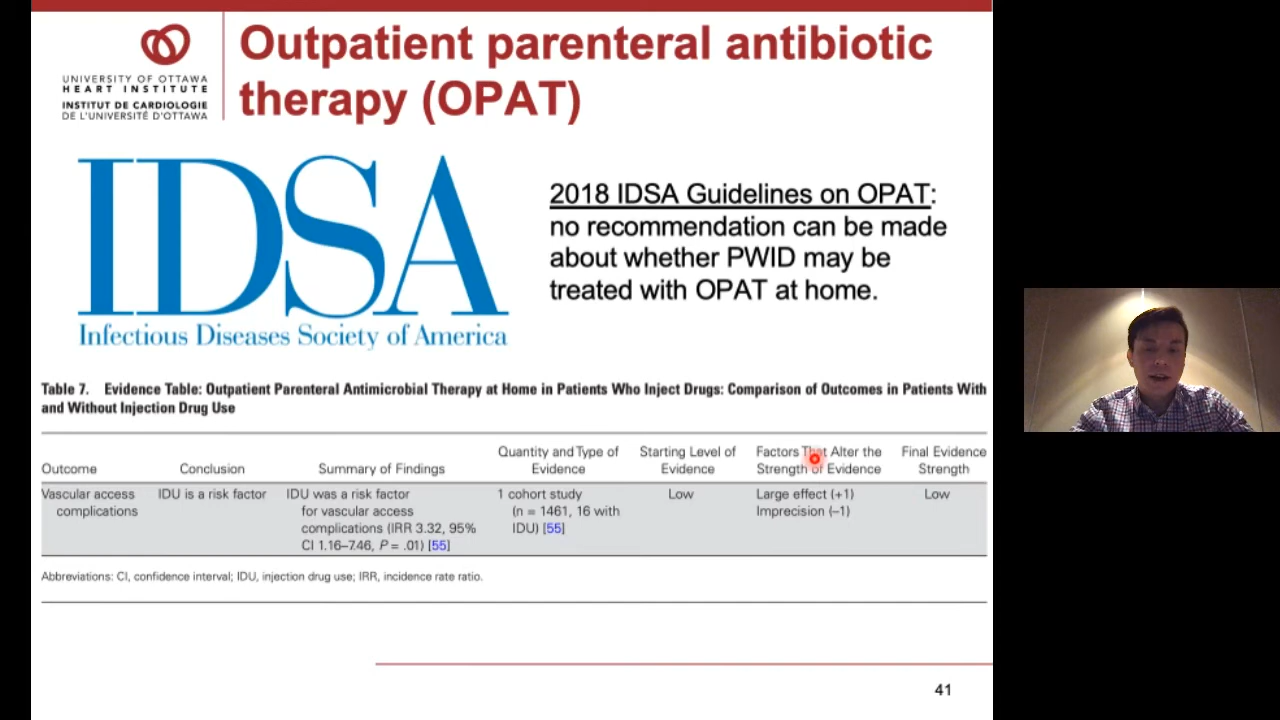 UNIVERSITY OF OTTAWA
HEART INSTITUTE
INSTITUT DE CARDIOLOGIE
DE L'UNIVERSITÉ D'OTTAWA
Outpatient parenteral antibiotic
therapy (OPAT)
IDSA
Infectious Diseases Society of America
2018 IDSA Guidelines on OPAT:
no recommendation can be made
about whether PWID may be
treated with OPAT at home.
Table 7. Evidence Table: Outpatient Parenteral Antimicrobial Therapy at Home in Patients Who Inject Drugs: Comparison of Outcomes in Patients With
and Without Injection Drug Use
Quantity and Type of Starting Level of Factors That Alter the Final Evidence
Outcome Conclusion Summary of Findings Evidence Evidence Strength of Evidence Strength
Vascular access IDU is a risk factor IDU was a risk factor 1 cohort study Low Large effect (+1) Low
complications for vascular access (n = 1461, 16 with Imprecision (–1)
complications (IRR 3.32, 95% IDU) [55]
CI 1.16–7.46, P = .01) [55]
Abbreviations: CI, confidence interval; IDU, injection drug use; IRR, incidence rate ratio.
41